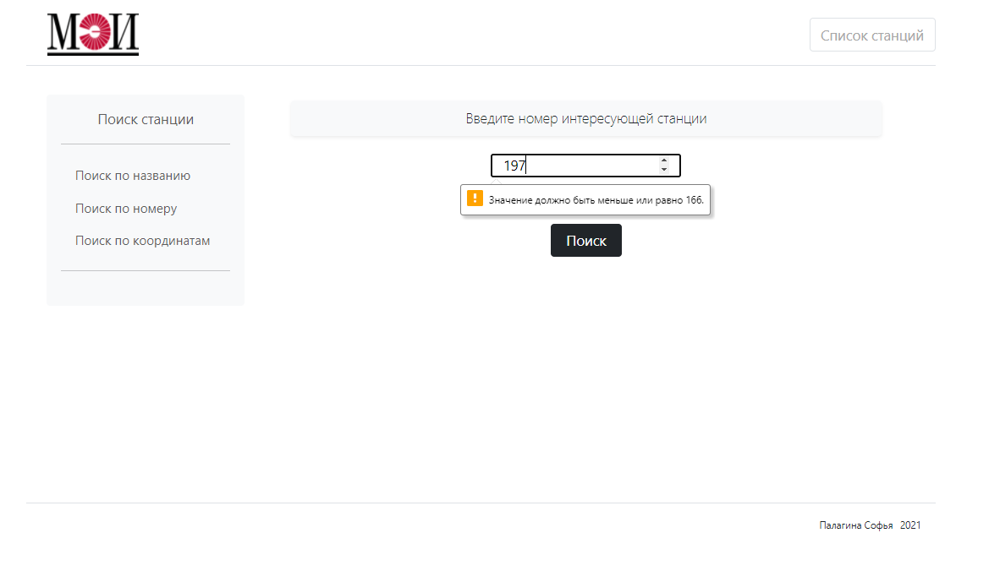 МЭИ
Список станций
Поиск станции
Поиск по названию
Поиск по номеру
Поиск по координатам
Введите номер интересующей станции
197
Значение должно быть меньше или равно 166.
Поиск
Палагина Софья 2021